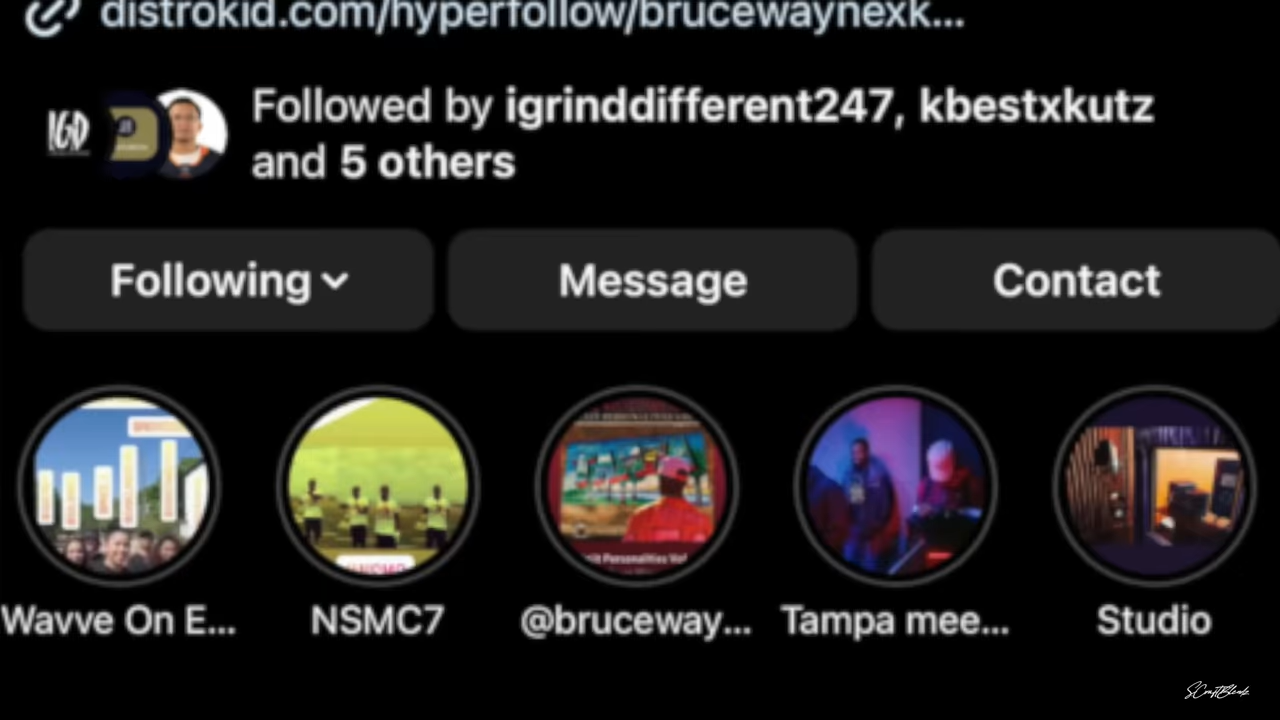 distrokid.com/hyperfollow/brucewaynexk...
IGD
Followed by igrinddifferent247, kbestxkutz
and 5 others
Following
Message
Contact
Wavve On E...
NSMC7
@bruceway...
Tampa mee...
Studio